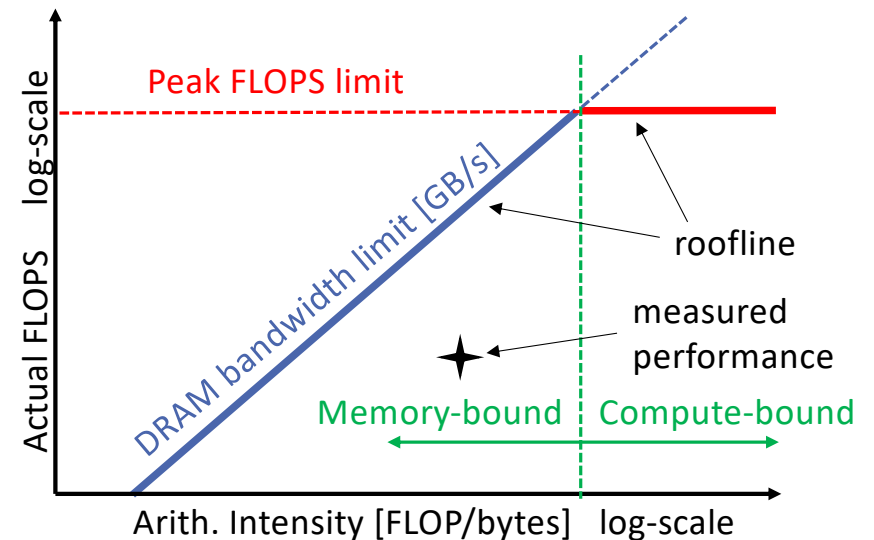 Peak FLOPS limit
Actual FLOPS log-scale
DRAM bandwidth limit [GB/s]
roofline
measured
performance
Memory-bound Compute-bound
Arith. Intensity [FLOP/bytes] log-scale